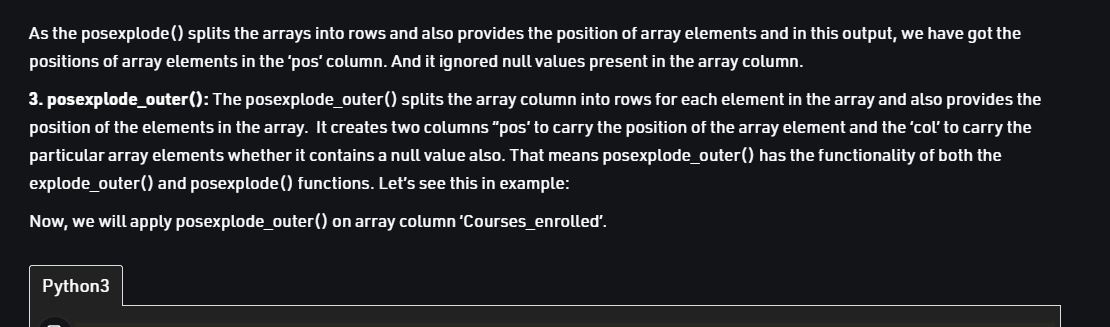 As the posexplode() splits the arrays into rows and also provides the position of array elements and in this output, we have got the
positions of array elements in the ‘pos’ column. And it ignored null values present in the array column.
3. posexplode_outer(): The posexplode_outer() splits the array column into rows for each element in the array and also provides the
position of the elements in the array.  It creates two columns “pos’ to carry the position of the array element and the ‘col’ to carry the
particular array elements whether it contains a null value also. That means posexplode_outer() has the functionality of both the
explode_outer() and posexplode() functions. Let’s see this in example:
Now, we will apply posexplode_outer() on array column ‘Courses_enrolled’.
Python3